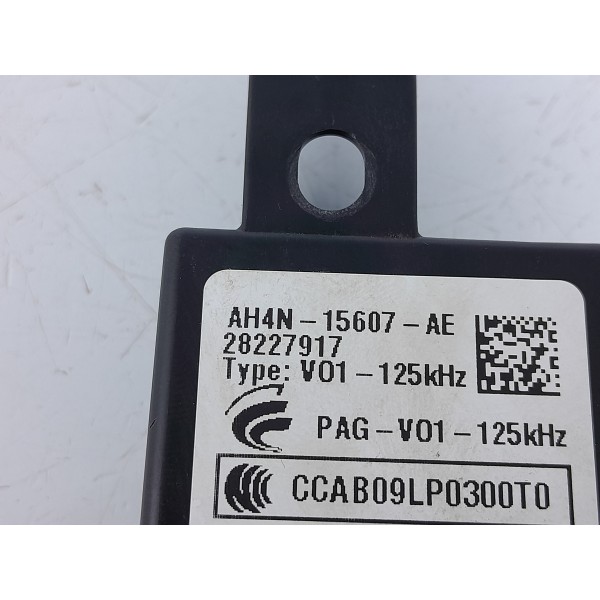 AH4N-15607-AE
28227917
Type: V01-125kHz
PAG-V01-125kHz
CCAB09LP0300T0